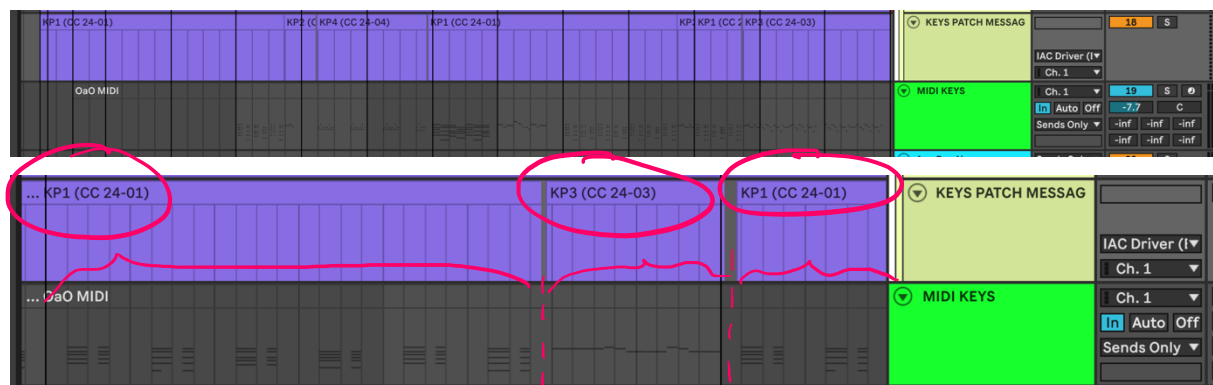 KP1 (CC 24-01) KP2 (C KP4 (CC 24-04) KP1 (CC 24-01) KP2 KP1 (CC 2 KP3 (CC 24-03) KEYS PATCH MESSAG 18 S
IAC Driver (I
Ch. 1
OaO MIDI MIDI KEYS Ch. 1 19 S
In Auto Off -7.7 C
Sends Only -inf -inf -inf
-inf -inf -inf
... KP1 (CC 24-01) KP3 (CC 24-03) KP1 (CC 24-01) KEYS PATCH MESSAG
IAC Driver (I
Ch. 1
... OaO MIDI MIDI KEYS Ch. 1
In Auto Off
Sends Only